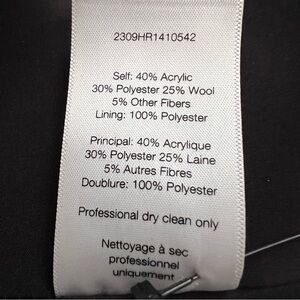 2309HR1410542
Self: 40% Acrylic
30% Polyester 25% Wool
5% Other Fibers
Lining: 100% Polyester
Principal: 40% Acrylique
30% Polyester 25% Laine
5% Autres Fibres
Doublure: 100% Polyester
Professional dry clean only
Nettoyage à sec
professionnel
uniquement